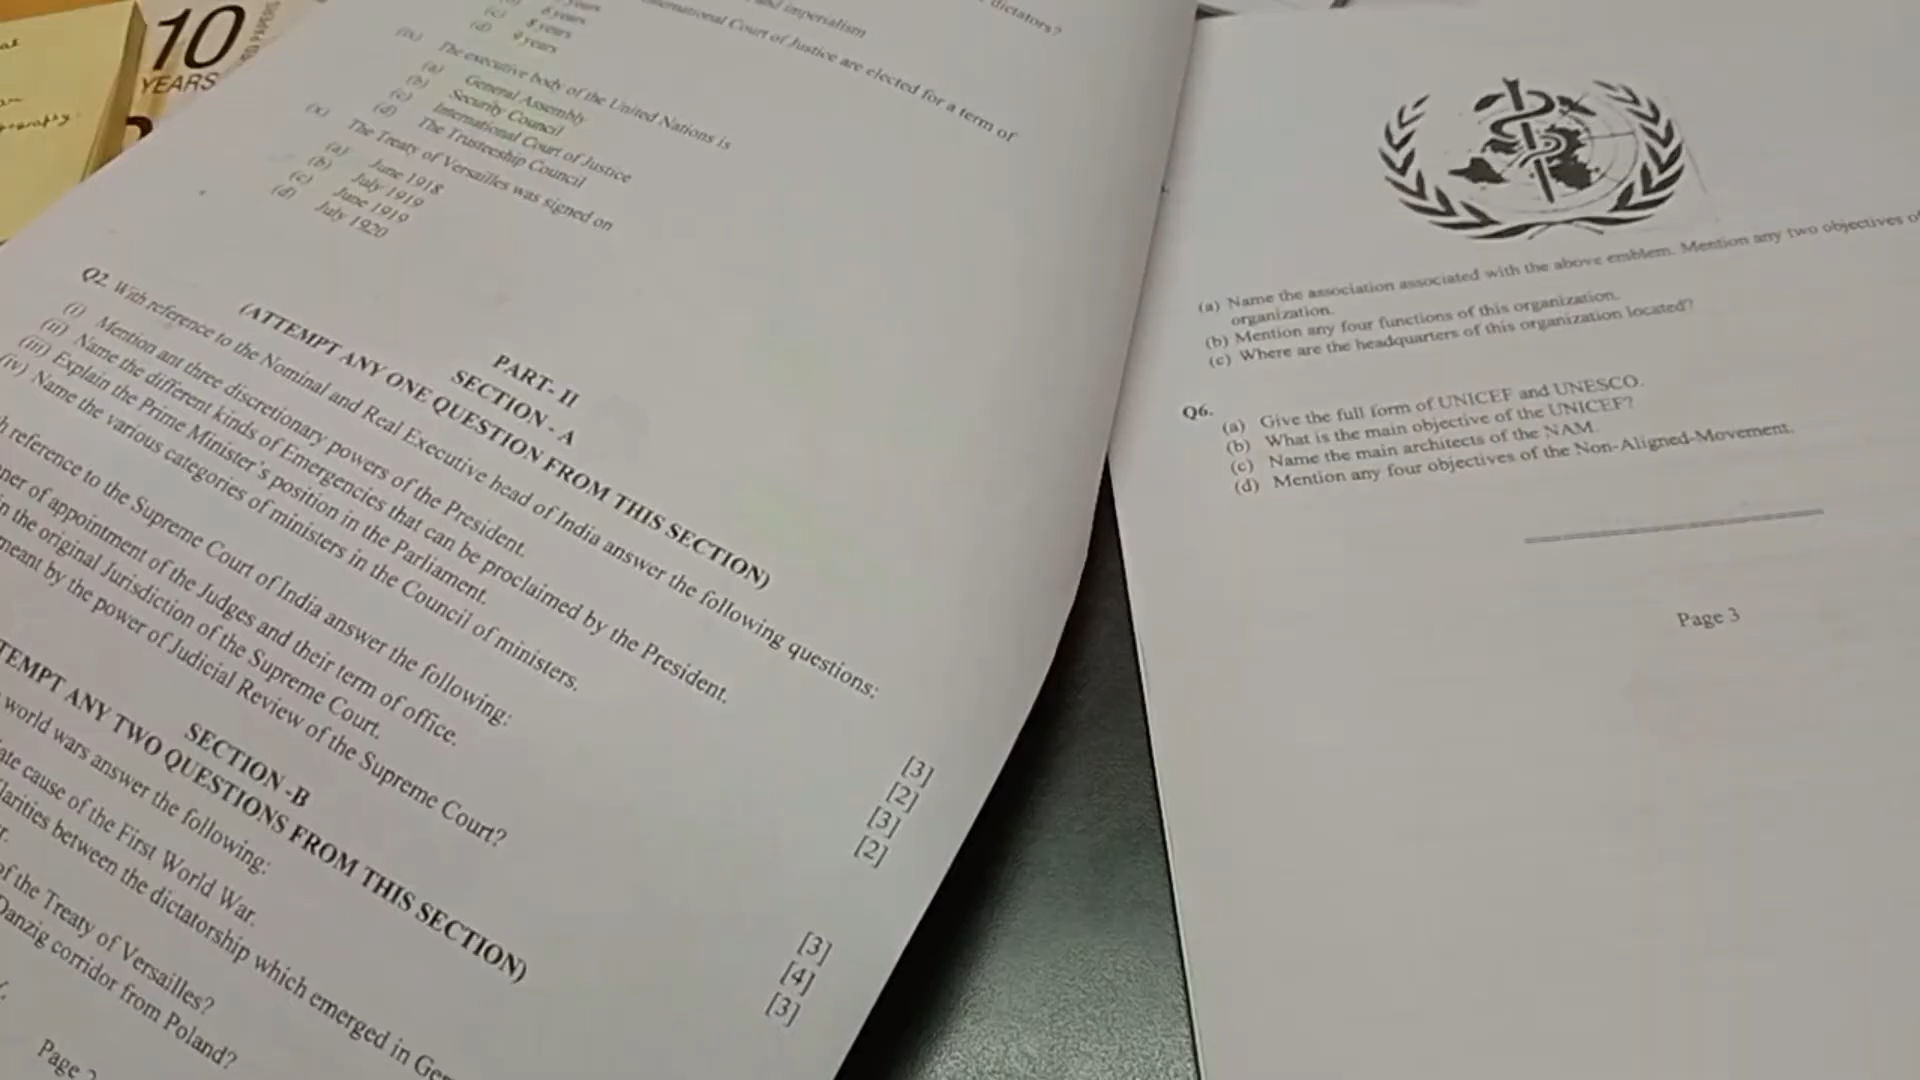 10
YEARS
PAPERS
dictators?
and imperialism
International Court of Justice are elected for a term of
years
6 years
(c) 8 years
(d) 9 years
(ix) The executive body of the United Nations is
(a) General Assembly
(b) Security Council
(c) International Court of Justice
(d) The Trusteeship Council
(x) The Treaty of Versailles was signed on
(a) June 1918
(b) July 1919
(c) June 1919
(d) July 1920
PART- II
SECTION - A
(ATTEMPT ANY ONE QUESTION FROM THIS SECTION)
Q2. With reference to the Nominal and Real Executive head of India answer the following questions:
(i) Mention ant three discretionary powers of the President.
(ii) Name the different kinds of Emergencies that can be proclaimed by the President.
(iii) Explain the Prime Minister's position in the Parliament.
(iv) Name the various categories of ministers in the Council of ministers.
[3]
[2]
[3]
[2]
h reference to the Supreme Court of India answer the following:
ner of appointment of the Judges and their term of office.
n the original Jurisdiction of the Supreme Court.
meant by the power of Judicial Review of the Supreme Court?
[3]
[4]
[3]
SECTION -B
TEMPT ANY TWO QUESTIONS FROM THIS SECTION)
world wars answer the following:
ate cause of the First World War.
larities between the dictatorship which emerged in Ger
r.
of the Treaty of Versailles?
Danzig corridor from Poland?
Page 2
(a) Name the association associated with the above emblem. Mention any two objectives of
organization.
(b) Mention any four functions of this organization.
(c) Where are the headquarters of this organization located?
Q6.
(a) Give the full form of UNICEF and UNESCO.
(b) What is the main objective of the UNICEF?
(c) Name the main architects of the NAM.
(d) Mention any four objectives of the Non-Aligned-Movement.
Page 3